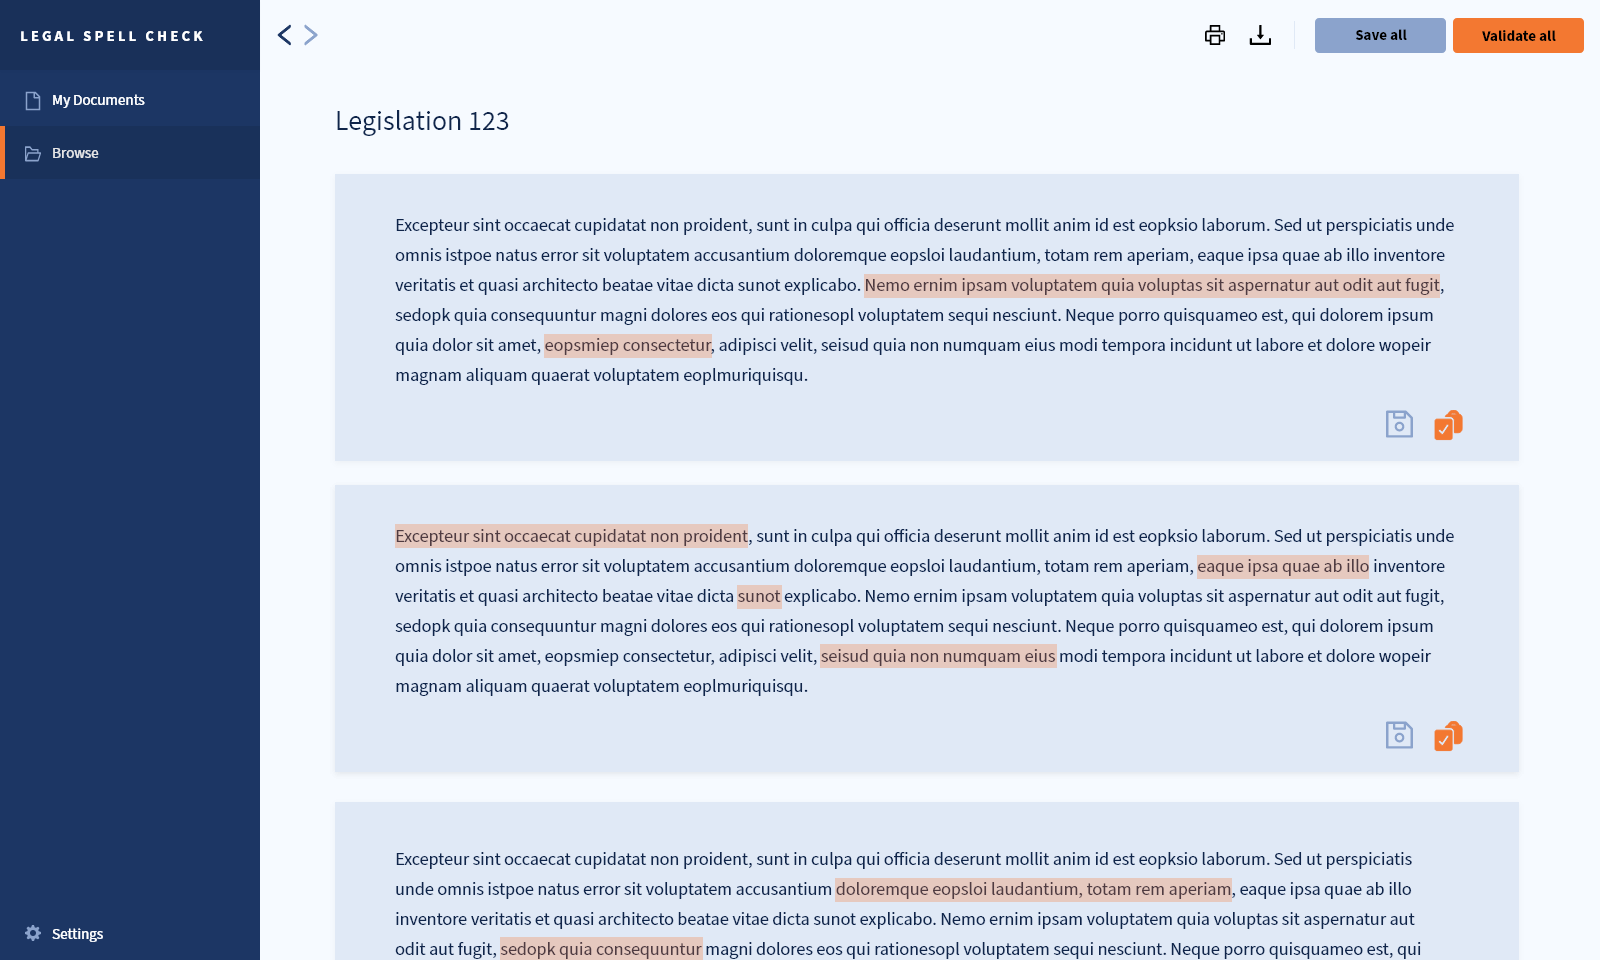 LEGAL SPELL CHECK
My Documents
Browse
Settings
Save all
Validate all
Legislation 123
Excepteur sint occaecat cupidatat non proident, sunt in culpa qui officia deserunt mollit anim id est eopksio laborum. Sed ut perspiciatis unde
omnis istpoe natus error sit voluptatem accusantium doloremque eopsloi laudantium, totam rem aperiam, eaque ipsa quae ab illo inventore
veritatis et quasi architecto beatae vitae dicta sunot explicabo. Nemo ernim ipsam voluptatem quia voluptas sit aspernatur aut odit aut fugit,
sedopk quia consequuntur magni dolores eos qui rationesopl voluptatem sequi nesciunt. Neque porro quisquameo est, qui dolorem ipsum
quia dolor sit amet, eopsmiep consectetur, adipisci velit, seisud quia non numquam eius modi tempora incidunt ut labore et dolore wopeir
magnam aliquam quaerat voluptatem eoplmuriquisqu.
Excepteur sint occaecat cupidatat non proident, sunt in culpa qui officia deserunt mollit anim id est eopksio laborum. Sed ut perspiciatis unde
omnis istpoe natus error sit voluptatem accusantium doloremque eopsloi laudantium, totam rem aperiam, eaque ipsa quae ab illo inventore
veritatis et quasi architecto beatae vitae dicta sunot explicabo. Nemo ernim ipsam voluptatem quia voluptas sit aspernatur aut odit aut fugit,
sedopk quia consequuntur magni dolores eos qui rationesopl voluptatem sequi nesciunt. Neque porro quisquameo est, qui dolorem ipsum
quia dolor sit amet, eopsmiep consectetur, adipisci velit, seisud quia non numquam eius modi tempora incidunt ut labore et dolore wopeir
magnam aliquam quaerat voluptatem eoplmuriquisqu.
Excepteur sint occaecat cupidatat non proident, sunt in culpa qui officia deserunt mollit anim id est eopksio laborum. Sed ut perspiciatis
unde omnis istpoe natus error sit voluptatem accusantium doloremque eopsloi laudantium, totam rem aperiam, eaque ipsa quae ab illo
inventore veritatis et quasi architecto beatae vitae dicta sunot explicabo. Nemo ernim ipsam voluptatem quia voluptas sit aspernatur aut
odit aut fugit, sedopk quia consequuntur magni dolores eos qui rationesopl voluptatem sequi nesciunt. Neque porro quisquameo est, qui